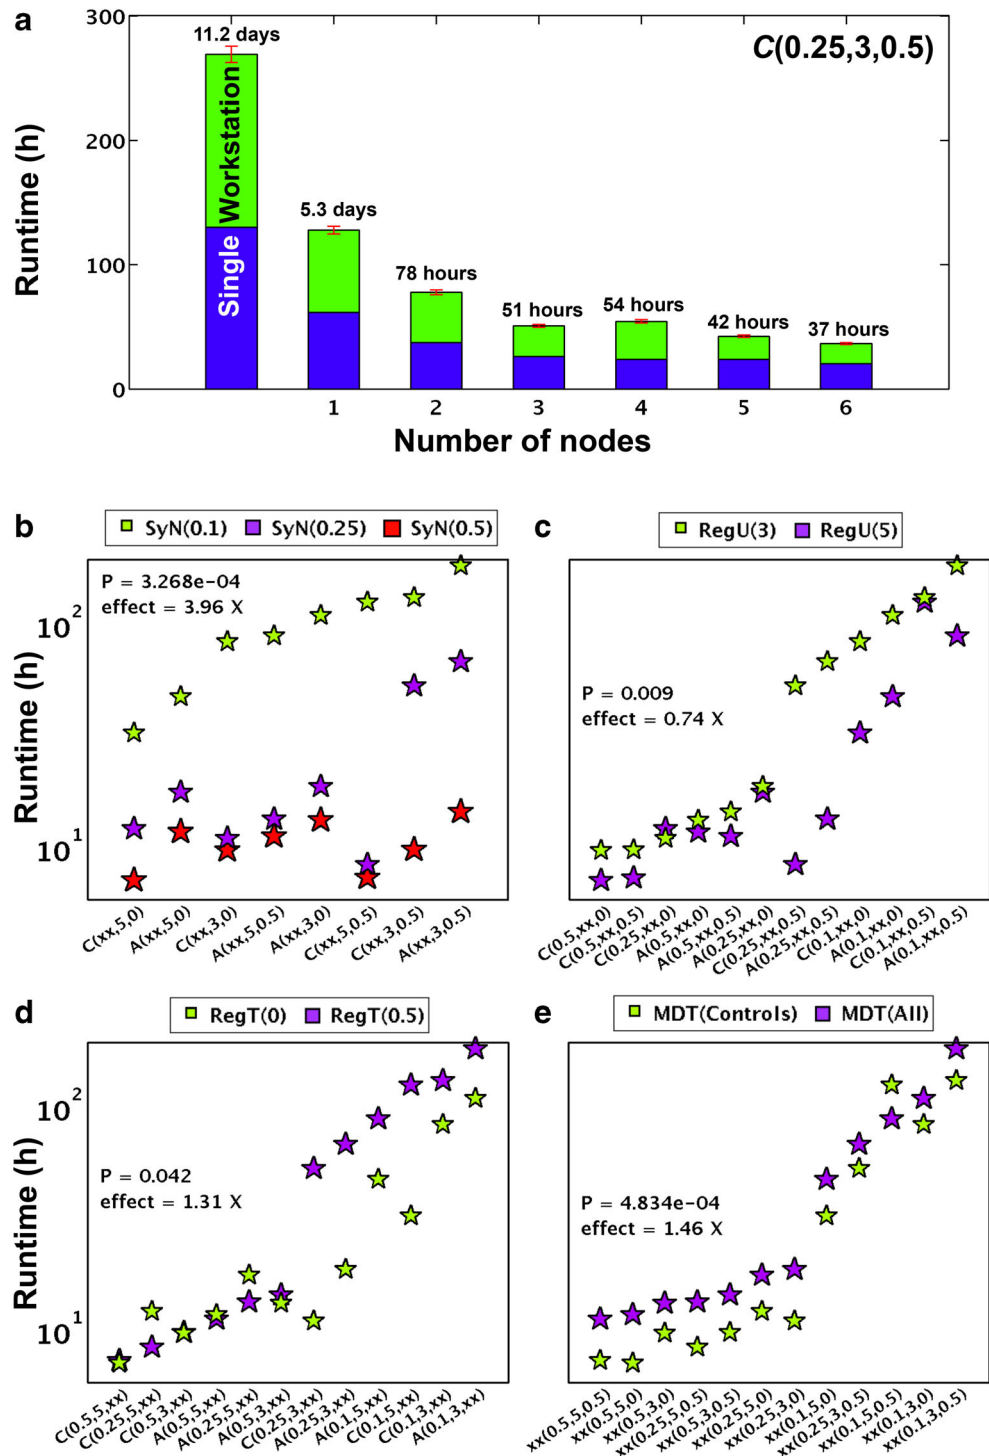 a
300
200
100
0
Runtime (h)
11.2 days
5.3 days
78 hours
51 hours
54 hours
42 hours
37 hours
C(0.25,3,0.5)
Single Workstation
1 2 3 4 5 6
Number of nodes
b
SyN(0.1) SyN(0.25) SyN(0.5)
P = 3.268e-04
effect = 3.96 X
10²
10¹
Runtime (h)
C(xx,5,0) A(xx,5,0) C(xx,3,0) A(xx,5,0.5) A(xx,3,0) C(xx,5,0.5) C(xx,3,0.5) A(xx,3,0.5)
c
RegU(3) RegU(5)
P = 0.009
effect = 0.74 X
C(0.5,xx,0) C(0.5,xx,0.5) C(0.25,xx,0) A(0.5,xx,0) A(0.5,xx,0.5) A(0.25,xx,0) C(0.25,xx,0.5) A(0.25,xx,0.5) C(0.1,xx,0) A(0.1,xx,0) C(0.1,xx,0.5) A(0.1,xx,0.5)
d
RegT(0) RegT(0.5)
P = 0.042
effect = 1.31 X
10²
10¹
Runtime (h)
C(0.5,5,xx) C(0.25,5,xx) C(0.5,3,xx) A(0.5,5,xx) A(0.25,5,xx) A(0.5,3,xx) C(0.25,3,xx) A(0.25,3,xx) A(0.1,5,xx) C(0.1,5,xx) C(0.1,3,xx) A(0.1,3,xx)
e
MDT(Controls) MDT(All)
P = 4.834e-04
effect = 1.46 X
xx(0.5,5,0.5) xx(0.5,5,0) xx(0.5,3,0) xx(0.25,5,0.5) xx(0.5,3,0.5) xx(0.25,5,0) xx(0.25,3,0) xx(0.1,5,0) xx(0.25,3,0.5) xx(0.1,5,0.5) xx(0.1,3,0) xx(0.1,3,0.5)